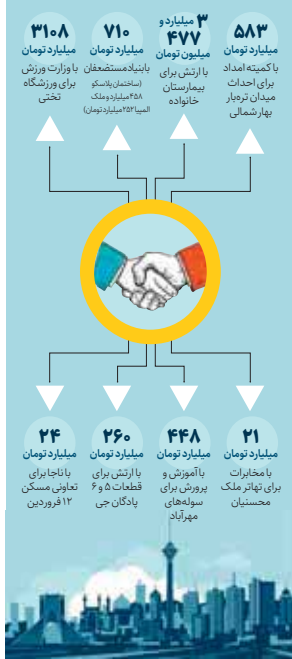 ۵۸۳
میلیارد تومان
با کمیته امداد
برای احداث
میدان تره‌بار
بهار شمالی
۳ میلیارد و
۴۷۷
میلیون تومان
با ارتش برای
بیمارستان
خانواده
۷۱۰
میلیارد تومان
با بنیاد مستضعفان
(ساختمان پلاسکو
۴۵۸ میلیارد و ملک
المپیا ۲۵۲ میلیارد تومان)
۳۱۰۸
میلیارد تومان
با وزارت ورزش
برای ورزشگاه
تختی
۲۱
میلیارد تومان
با مخابرات
برای تهاتر ملک
محسنیان
۴۴۸
میلیارد تومان
با آموزش و
پرورش برای
سوله‌های
مهرآباد
۲۶۰
میلیارد تومان
با ارتش برای
قطعات ۵ و ۶
پادگان جی
۲۴
میلیارد تومان
با ناجا برای
تعاونی مسکن
۱۲ فروردین